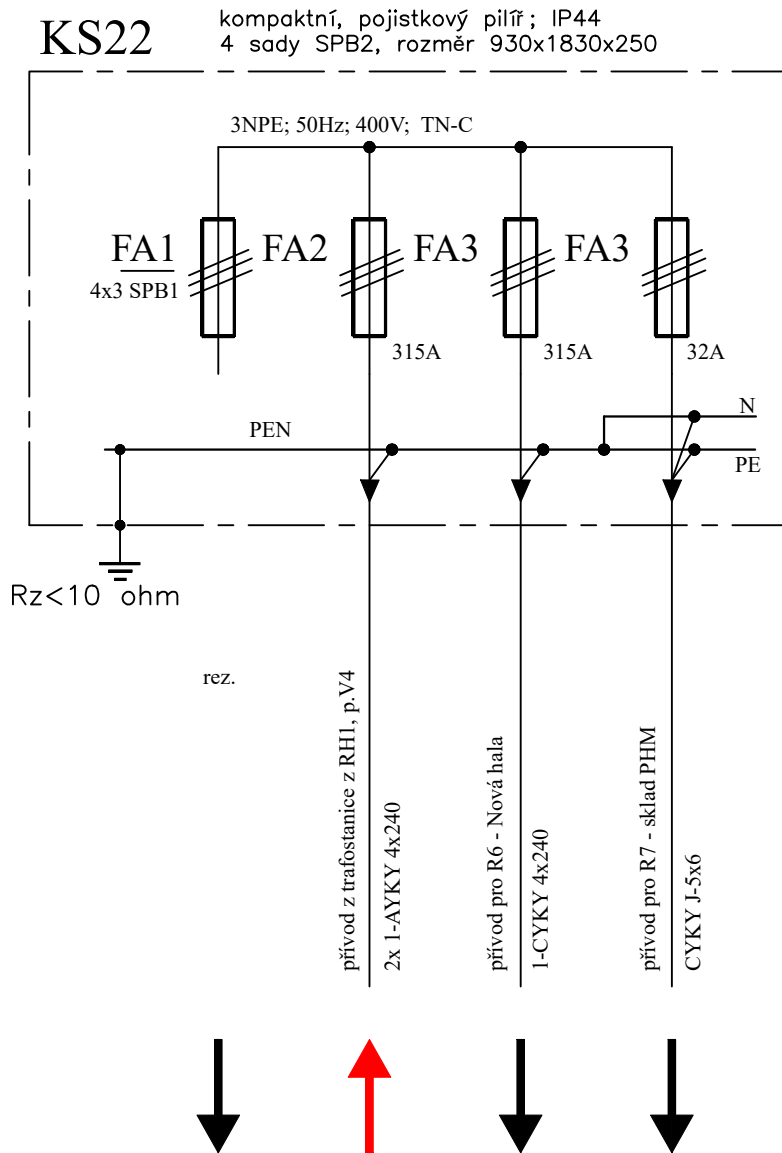 KS22
kompaktní, pojistkový pilíř; IP44
4 sady SPB2, rozměr 930x1830x250
3NPE; 50Hz; 400V; TN-C
FA1
FA2
FA3
FA3
4x3 SPB1
315A
315A
32A
N
PEN
PE
Rz<10 ohm
rez.
přívod z trafostanice z RH1, p.V4
2x 1-AYKY 4x240
přívod pro R6 - Nová hala
1-CYKY 4x240
přívod pro R7 - sklad PHM
CYKY J-5x6